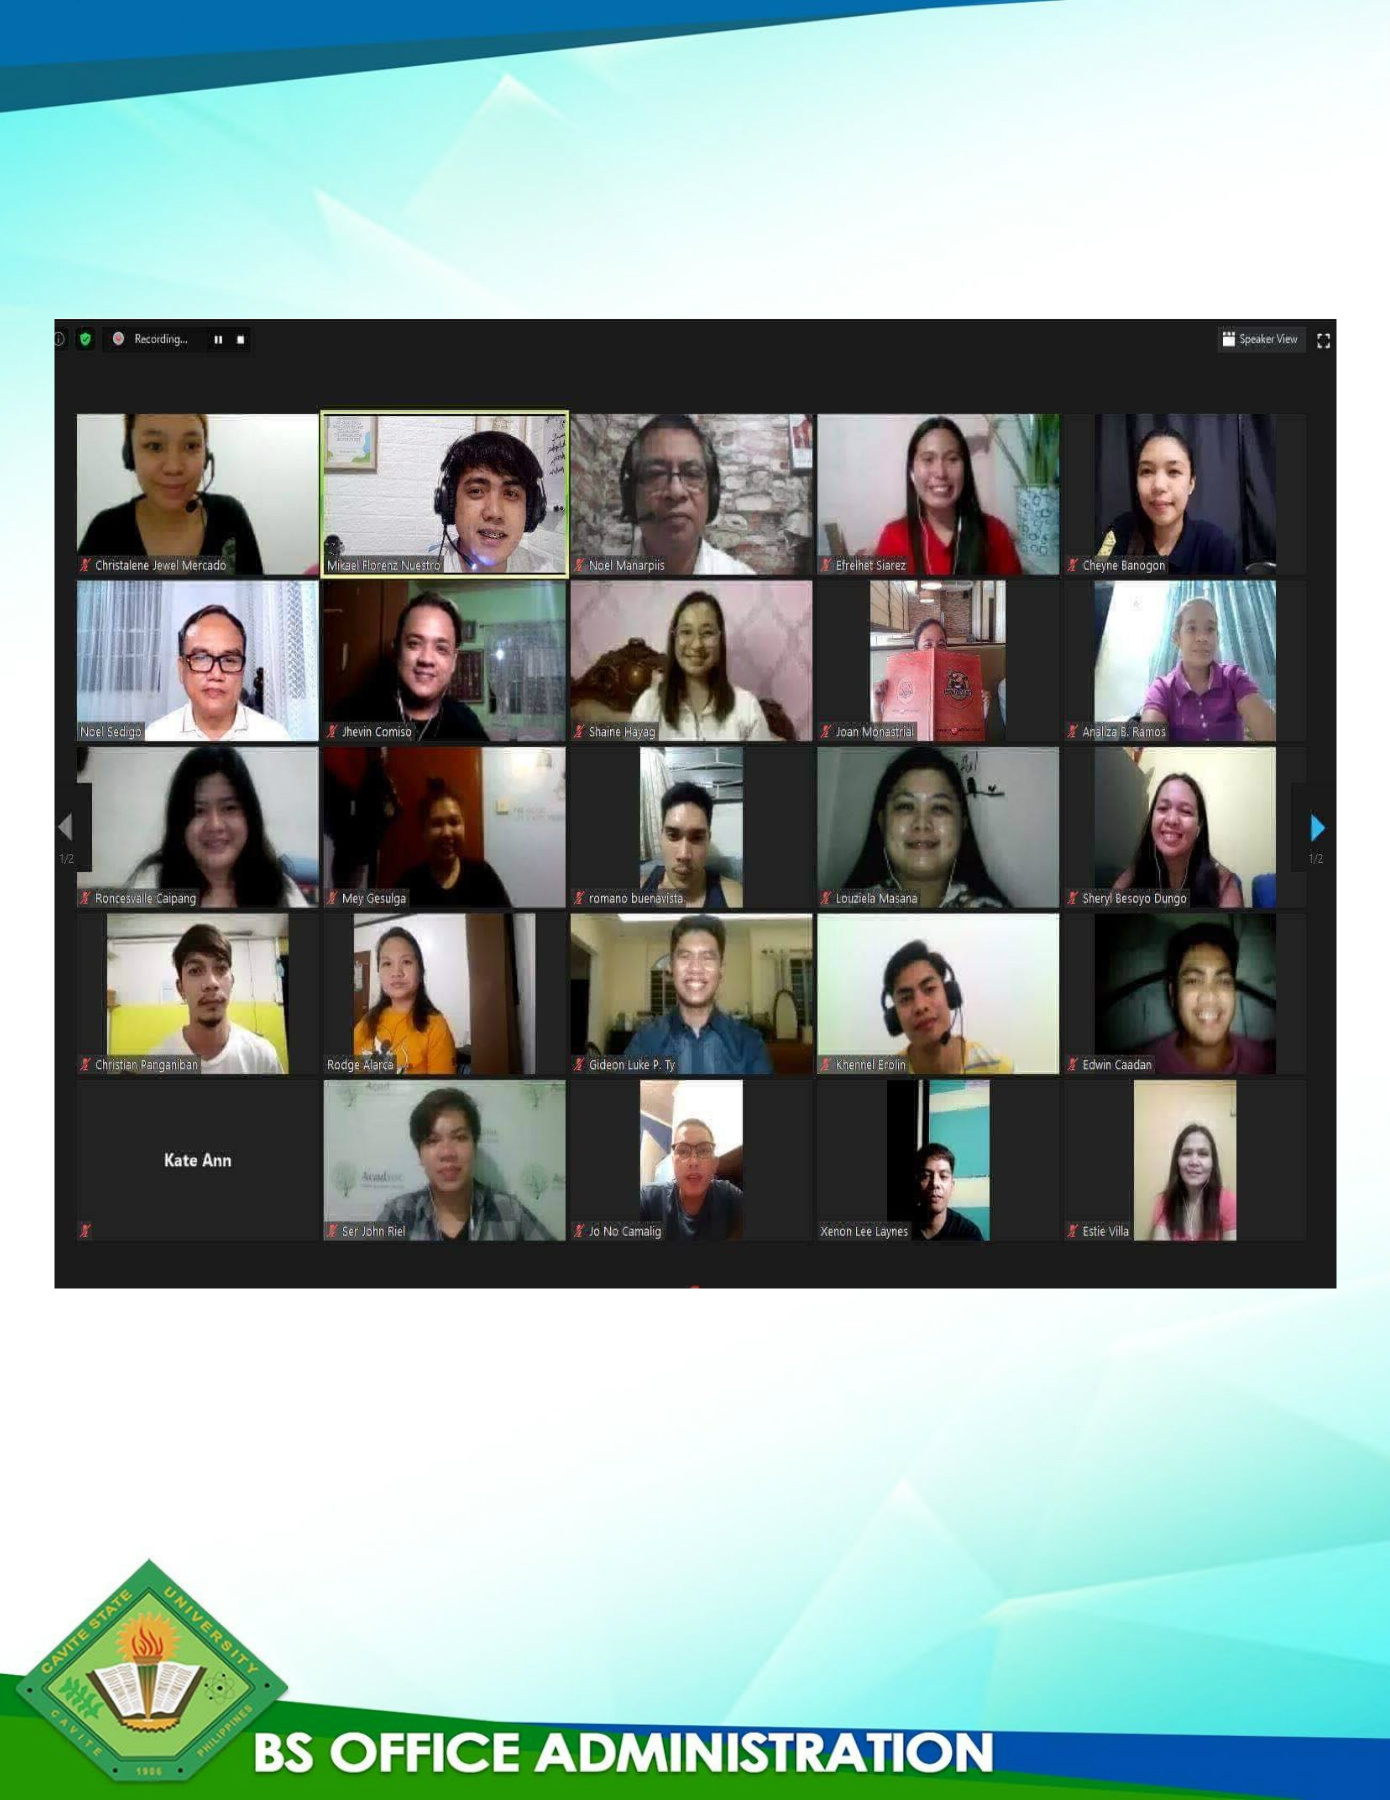 Recording...
Speaker View
Christalene Jewel Mercado
Mikael Florenz Nuestro
Noel Manarpiis
Efrelhet Siarez
Cheyne Banogon
Noel Sedigo
Jhevin Comiso
Shaine Hayag
Joan Monastrial
Analiza B. Ramos
1/2
1/2
Roncesvalle Caipang
Mey Gesulga
romano buenavista
Louziela Masana
Sheryl Besoyo Dungo
Christian Panganiban
Rodge Alarca
Gideon Luke P. Ty
Khennel Erolin
Edwin Caadan
Kate Ann
Acadsoc
Ser John Riel
Jo No Camalig
Xenon Lee Laynes
Estie Villa
CAVITE STATE UNIVERSITY
CAVITE
PHILIPPINES
1906
BS OFFICE ADMINISTRATION